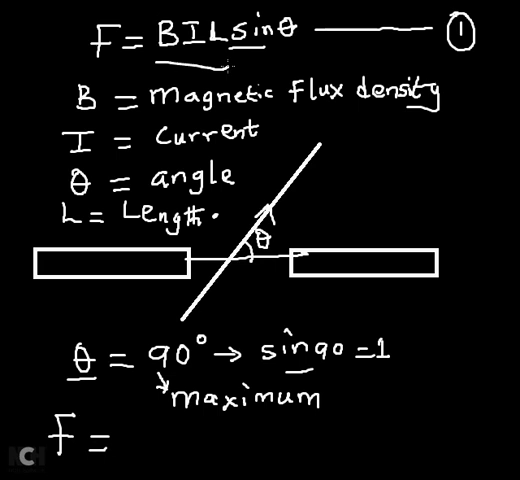 F = BILsinθ ——— ①
B = magnetic flux density
I = current
θ = angle
L = Length.
θ
θ = 90° → sin90 = 1
maximum
F =